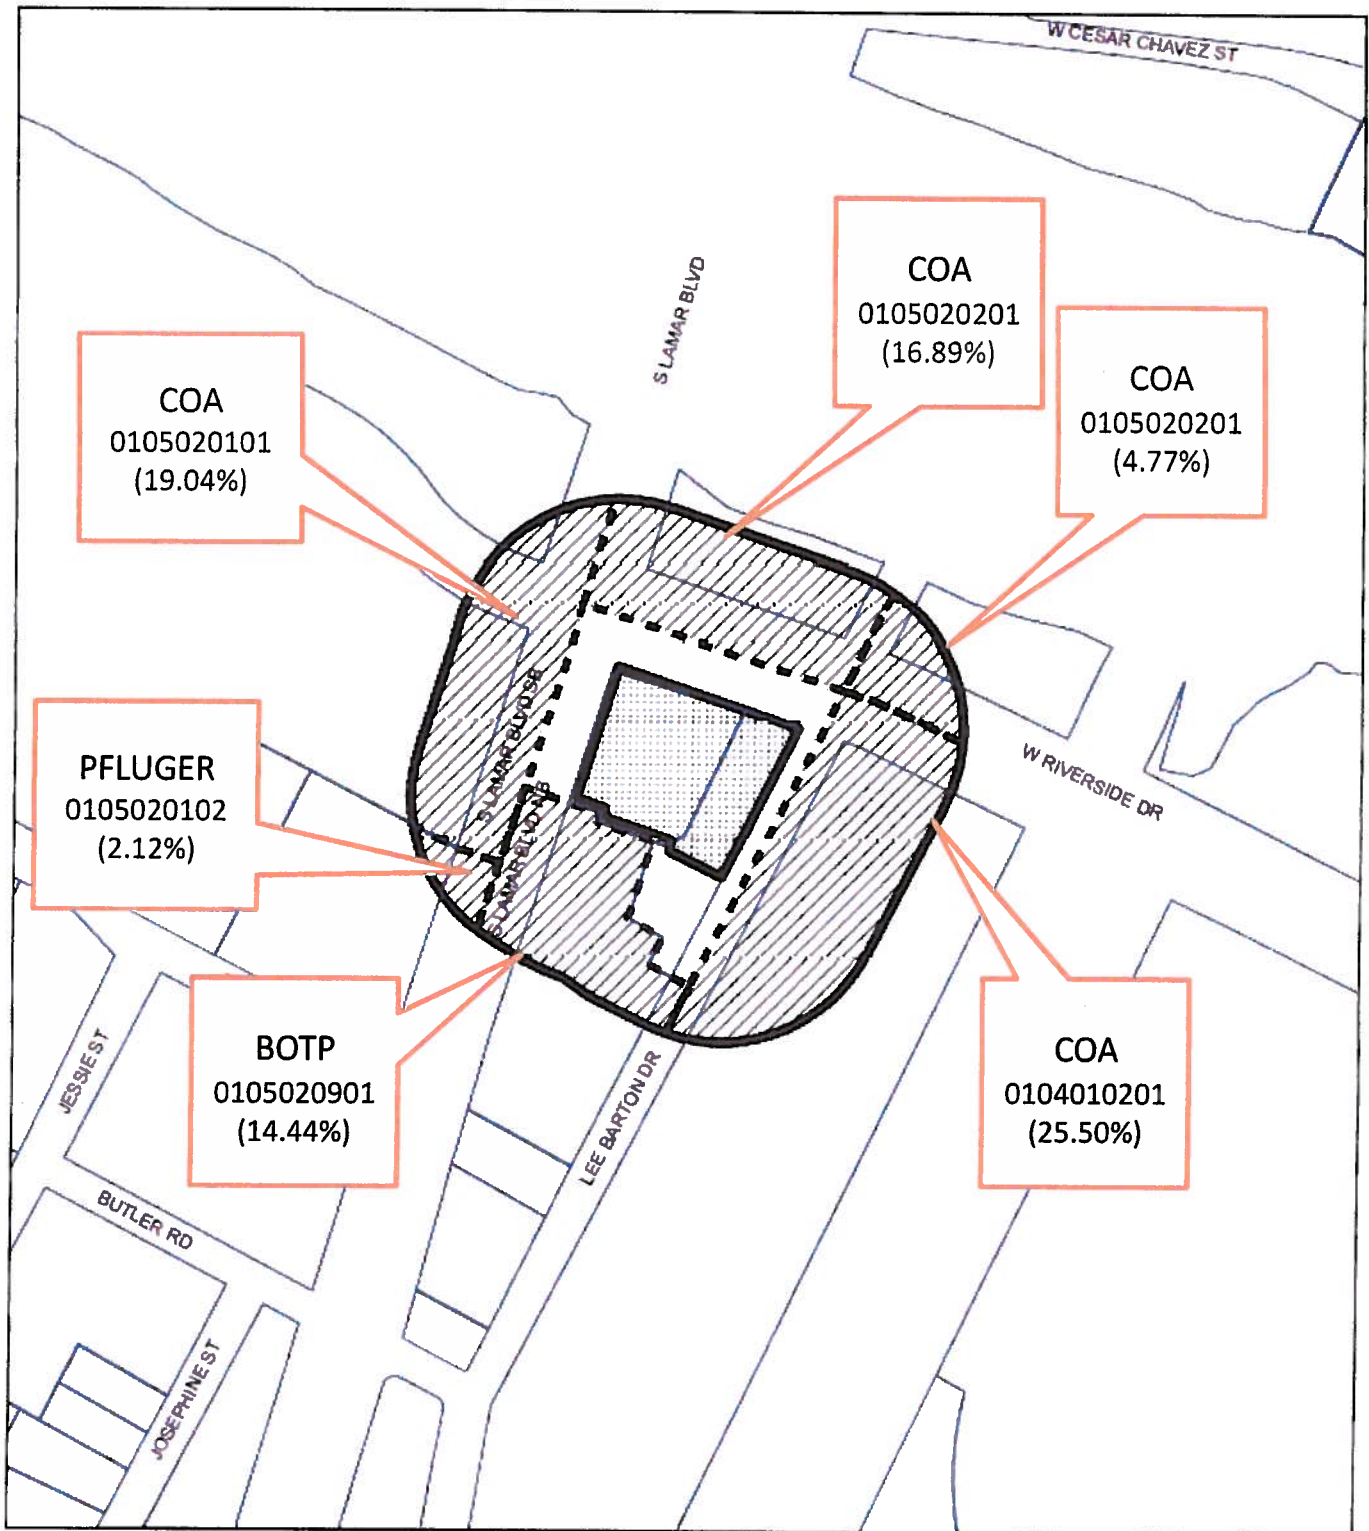 W CESAR CHAVEZ ST
S LAMAR BLVD
COA
0105020201
(16.89%)
COA
0105020201
(4.77%)
COA
0105020101
(19.04%)
S LAMAR BLVD SB
S LAMAR BLVD NB
PFLUGER
0105020102
(2.12%)
W RIVERSIDE DR
BOTP
0105020901
(14.44%)
COA
0104010201
(25.50%)
JESSIE ST
LEE BARTON DR
BUTLER RD
JOSEPHINE ST